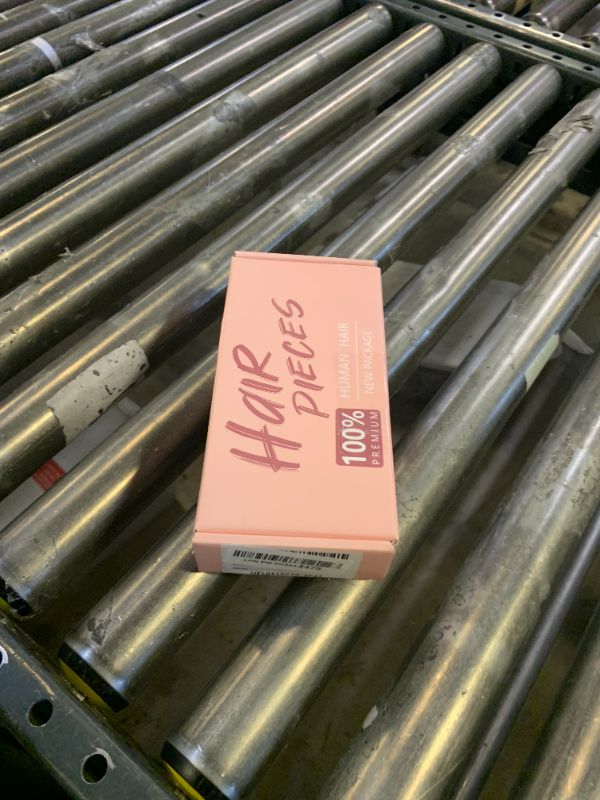 HaIR
PIECES
100%
PREMIUM
HUMAN HAIR
NEW PACKAGE